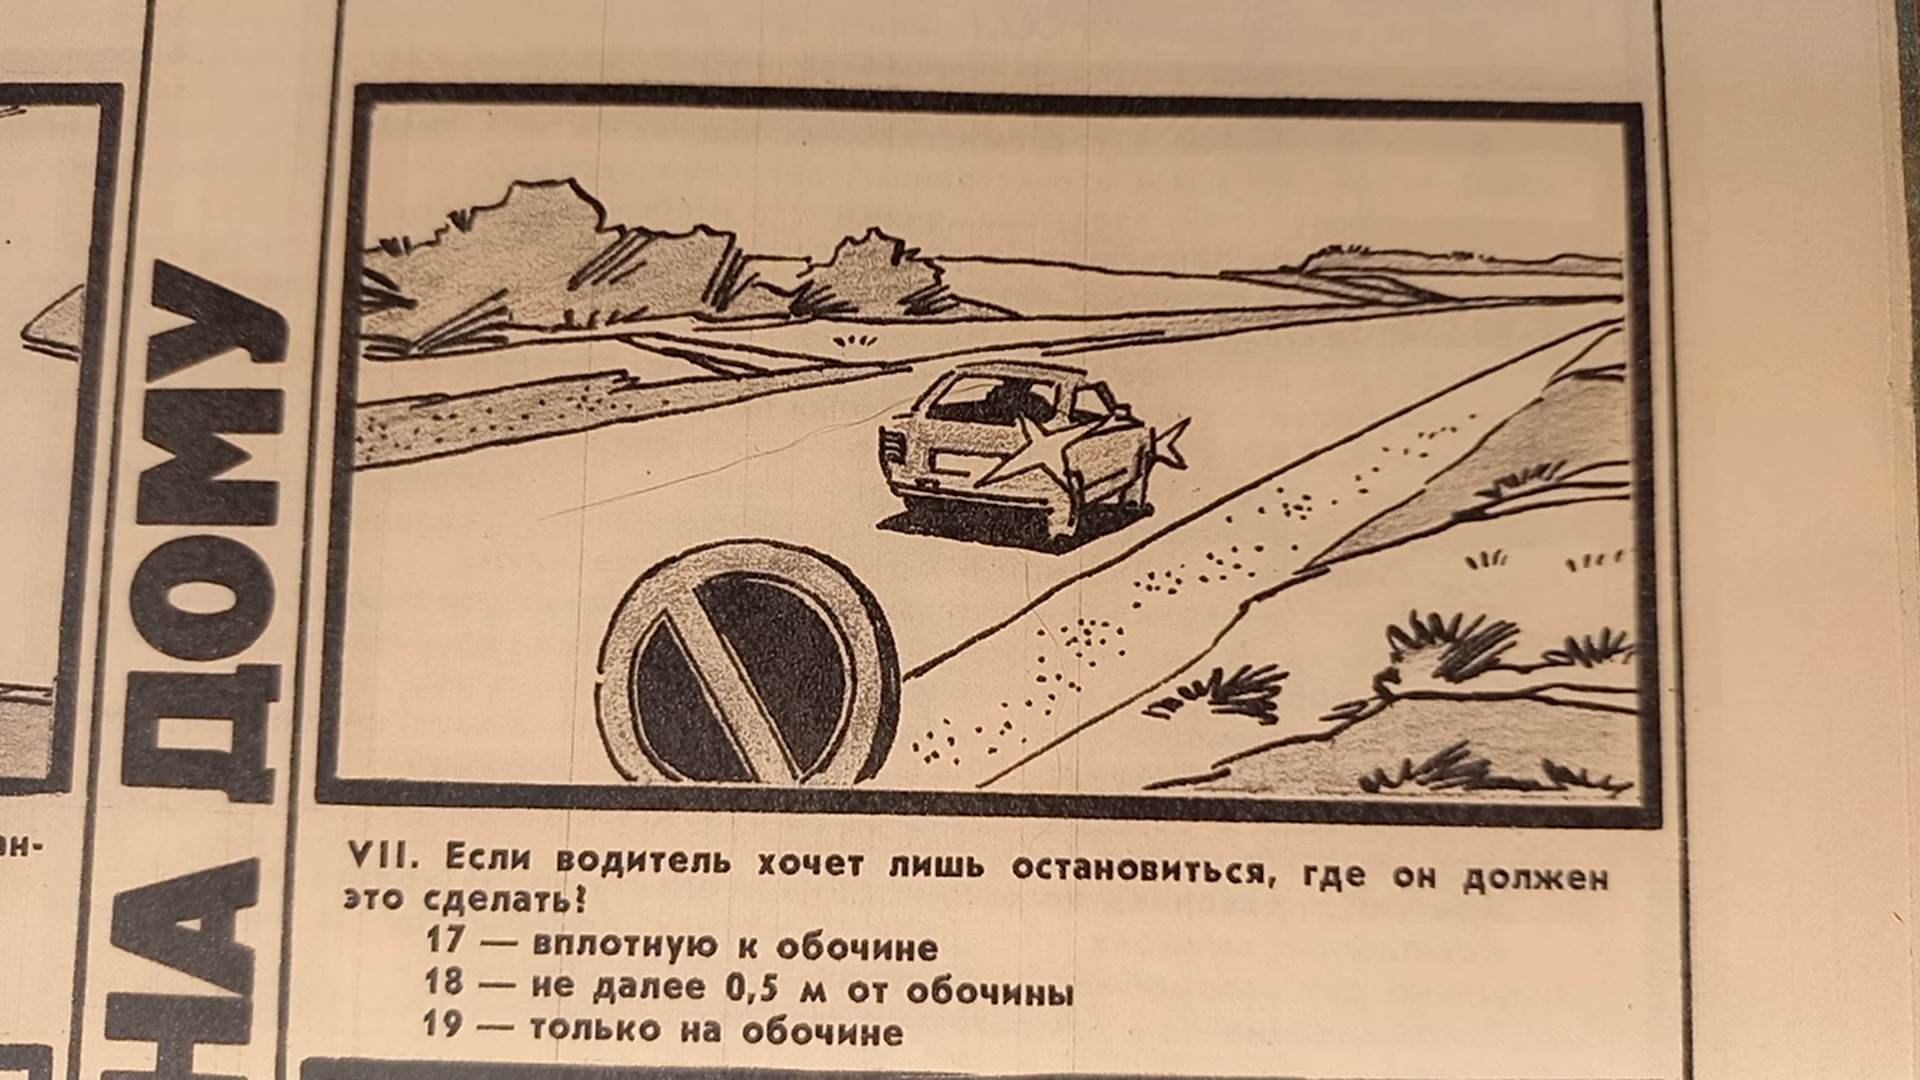 ан-
НА ДОМУ
VII. Если водитель хочет лишь остановиться, где он должен
это сделать?
17 — вплотную к обочине
18 — не далее 0,5 м от обочины
19 — только на обочине